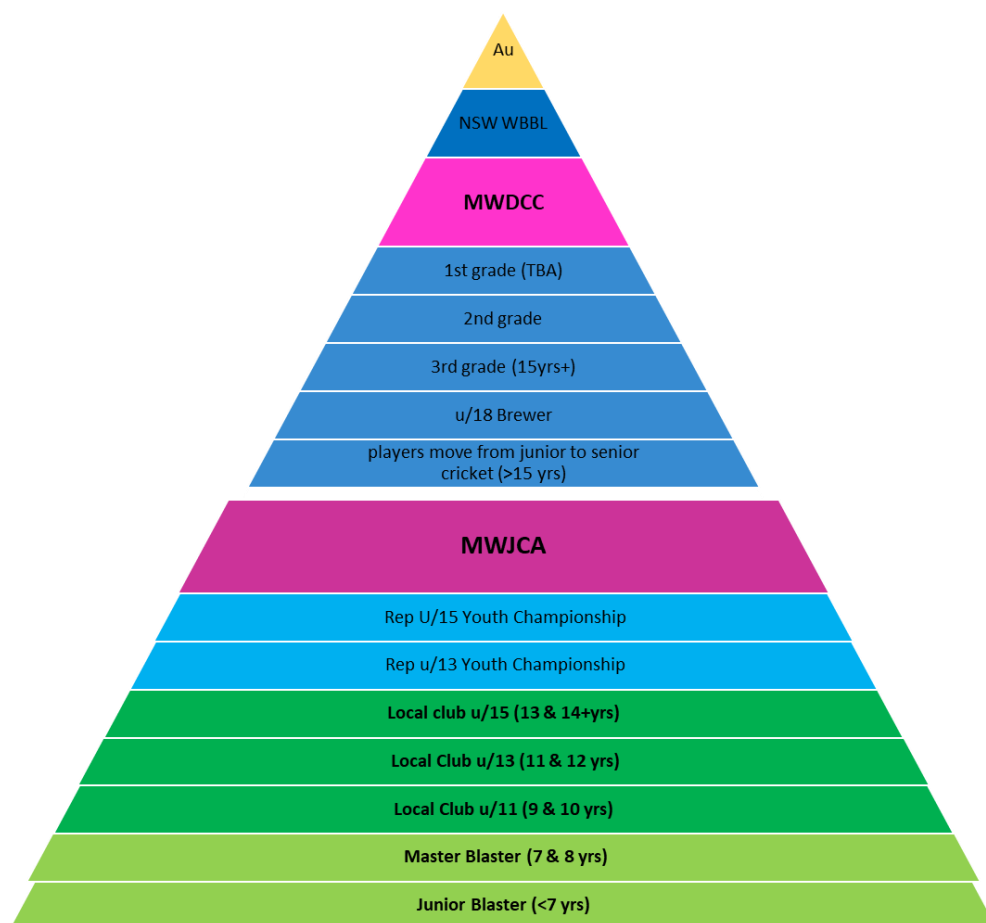 Au
NSW WBBL
MWDCC
1st grade (TBA)
2nd grade
3rd grade (15yrs+)
u/18 Brewer
players move from junior to senior
cricket (>15 yrs)
MWJCA
Rep U/15 Youth Championship
Rep u/13 Youth Championship
Local club u/15 (13 & 14+yrs)
Local Club u/13 (11 & 12 yrs)
Local Club u/11 (9 & 10 yrs)
Master Blaster (7 & 8 yrs)
Junior Blaster (<7 yrs)